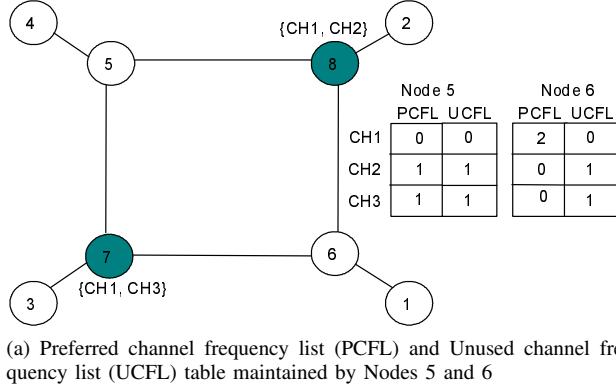 4
2
{CH1, CH2}
5
8
Node 5
Node 6
PCFL UCFL
PCFL UCFL
CH1 0 0 2 0
CH2 1 1 0 1
CH3 1 1 0 1
7
6
{CH1, CH3}
3
1
(a) Preferred channel frequency list (PCFL) and Unused channel fre-
quency list (UCFL) table maintained by Nodes 5 and 6